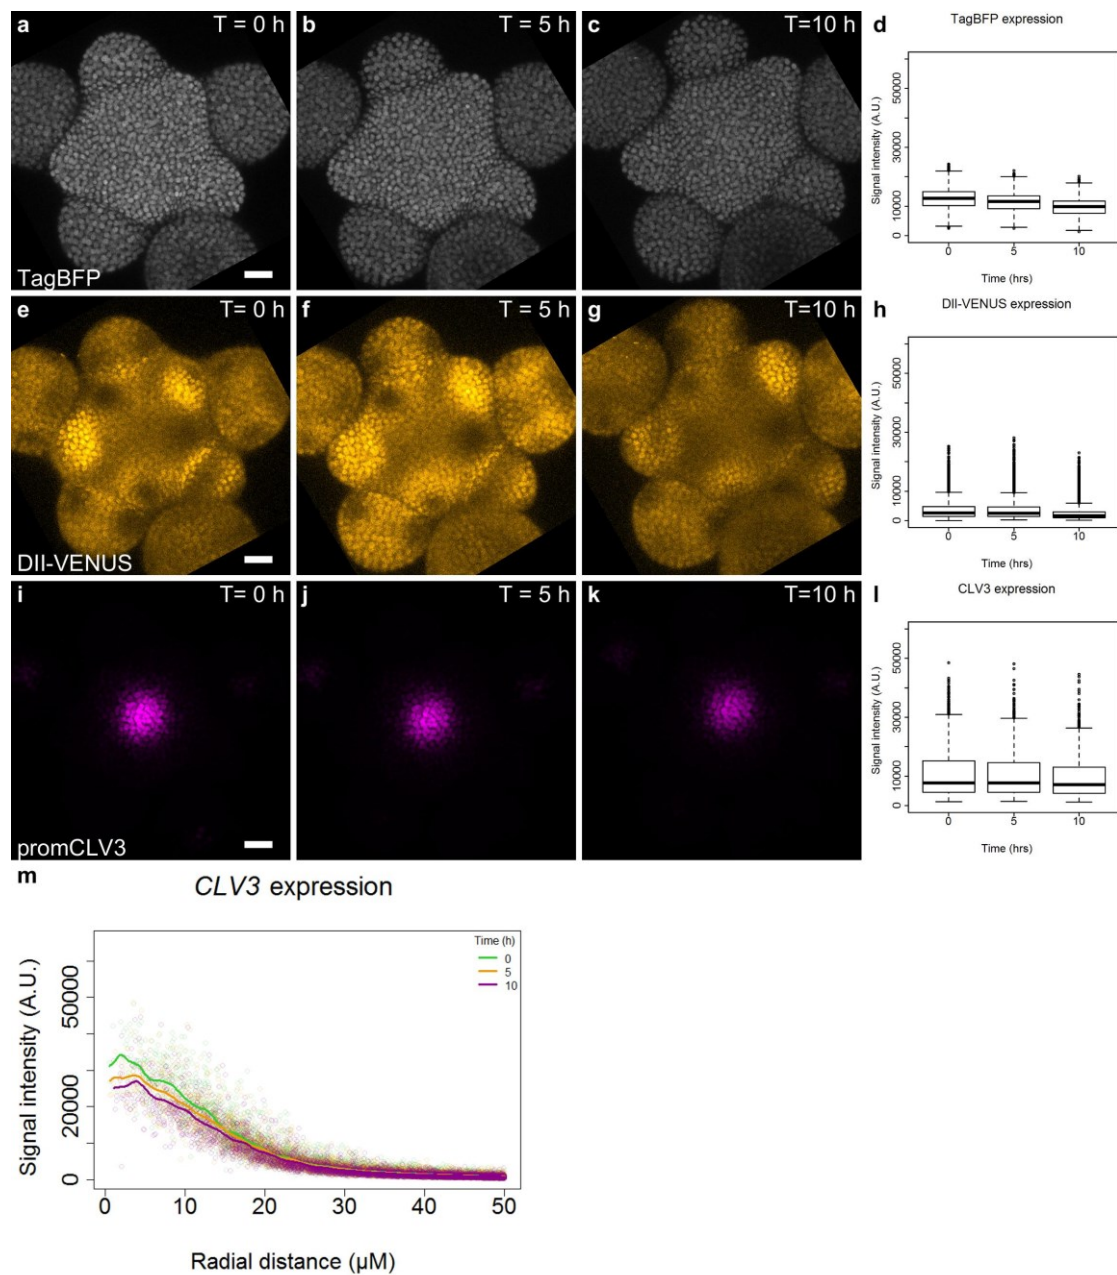 a T = 0 h
b T = 5 h
c T = 10 h
TagBFP
d TagBFP expression
Signal intensity (A.U.)
50000
30000
10000
0
0 5 10
Time (hrs)
e T = 0 h
f T = 5 h
g T = 10 h
DII-VENUS
h DII-VENUS expression
Signal intensity (A.U.)
50000
30000
10000
0
0 5 10
Time (hrs)
i T= 0 h
j T = 5 h
k T=10 h
promCLV3
l CLV3 expression
Signal intensity (A.U.)
50000
30000
10000
0
0 5 10
Time (hrs)
m CLV3 expression
Time (h)
0
5
10
Signal intensity (A.U.)
50000
20000
0
0 10 20 30 40 50
Radial distance (µM)